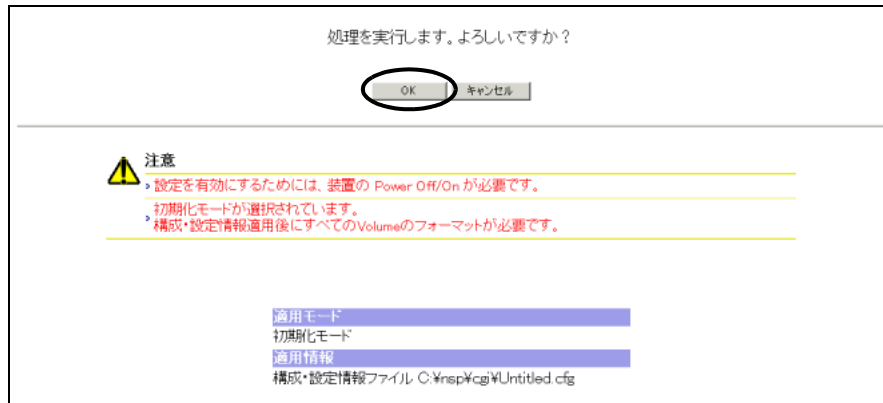 処理を実行します。よろしいですか?
OK キャンセル
注意
設定を有効にするためには、装置の Power Off/On が必要です。
初期化モードが選択されています。
構成・設定情報適用後にすべてのVolumeのフォーマットが必要です。
適用モード
初期化モード
適用情報
構成・設定情報ファイル C:¥nsp¥cgi¥Untitled.cfg